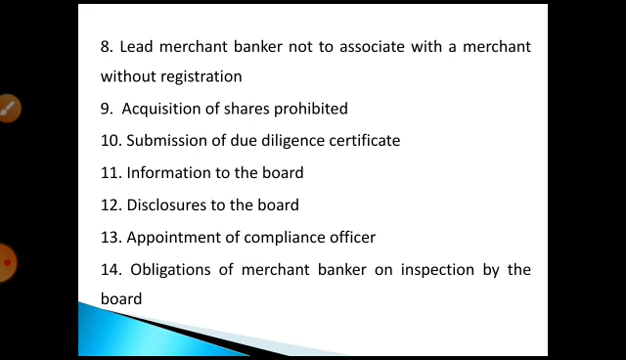 8. Lead merchant banker not to associate with a merchant
without registration
9. Acquisition of shares prohibited
10. Submission of due diligence certificate
11. Information to the board
12. Disclosures to the board
13. Appointment of compliance officer
14. Obligations of merchant banker on inspection by the
board